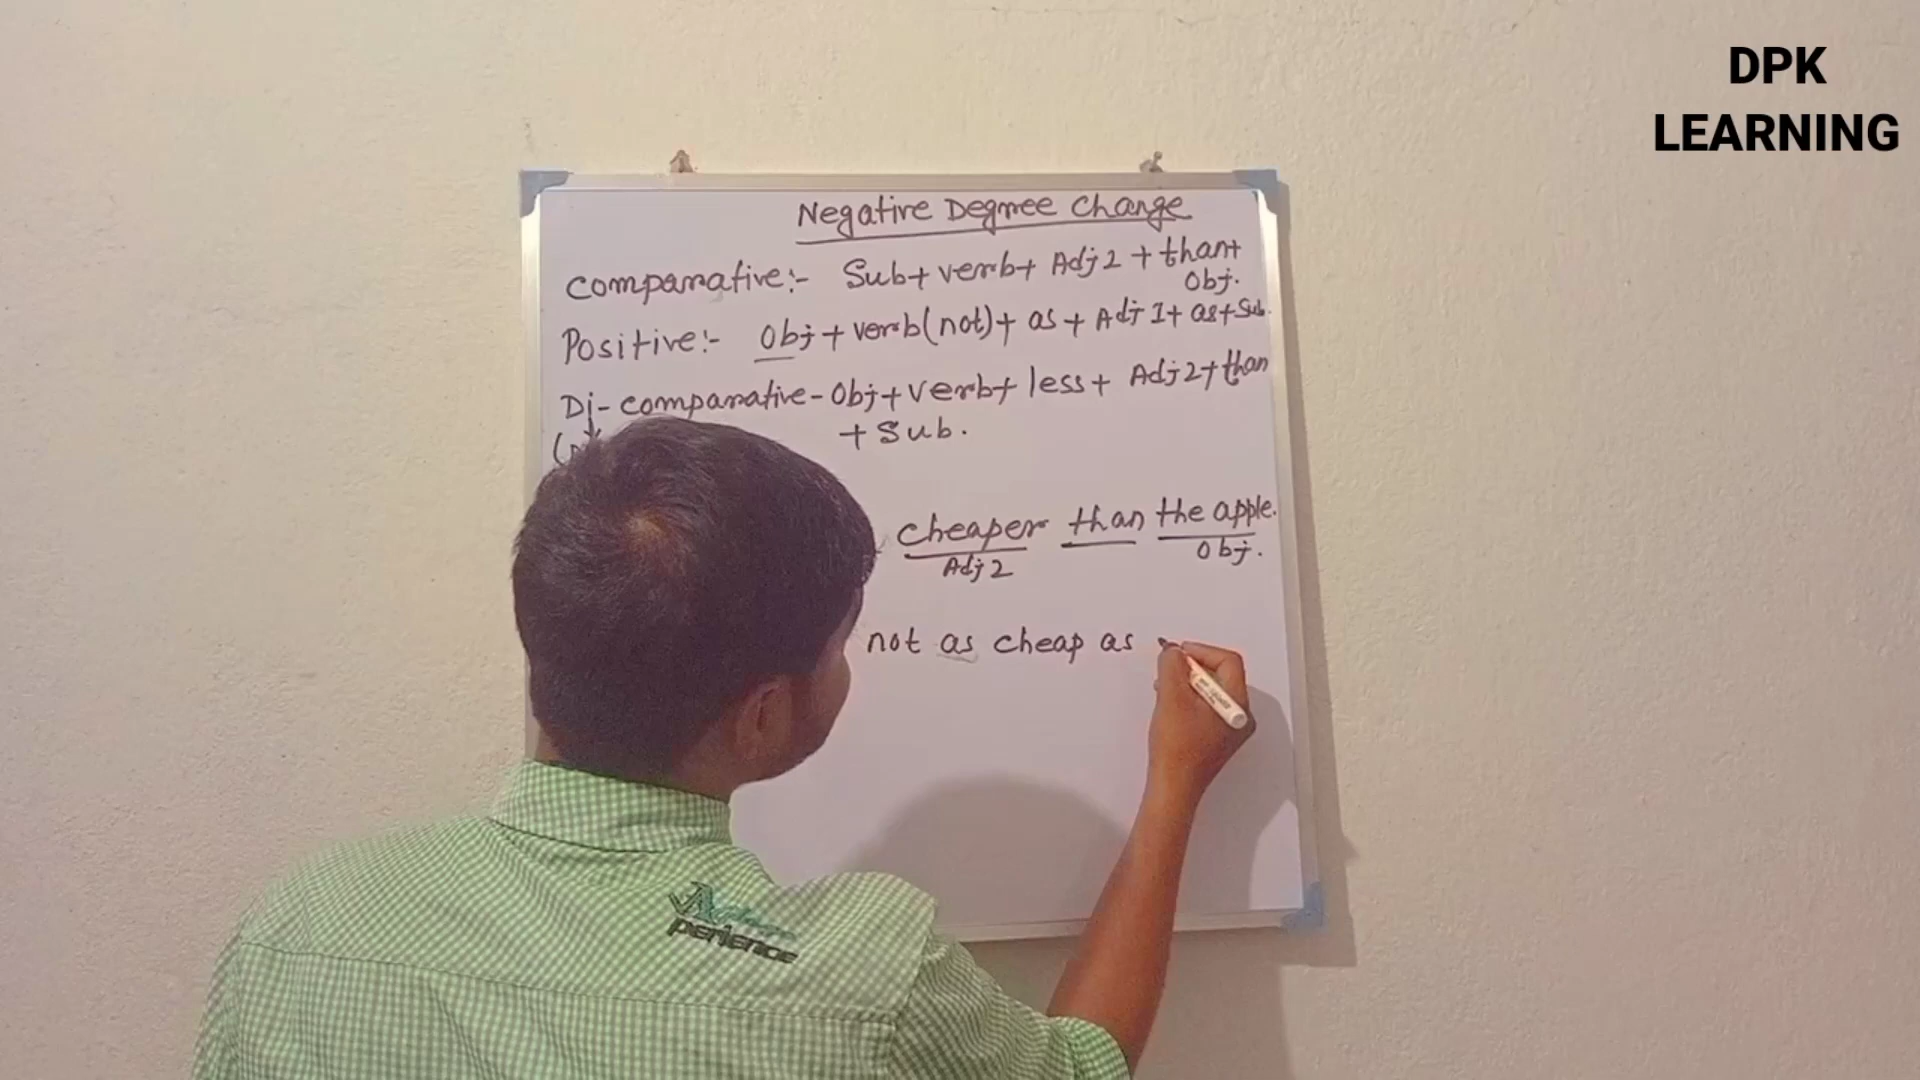 DPK
LEARNING
Negative Degree Change
Comparative:- Sub+ verb+ Adj 2 + than+
Obj.
Positive:- Obj + verb(not)+ as + Adj 1+ as+Sub.
Di-comparative-Obj+verb+ less+ Adj2+than
+ Sub.
cheaper than the apple.
Adj 2 Obj.
not as cheap as
perience